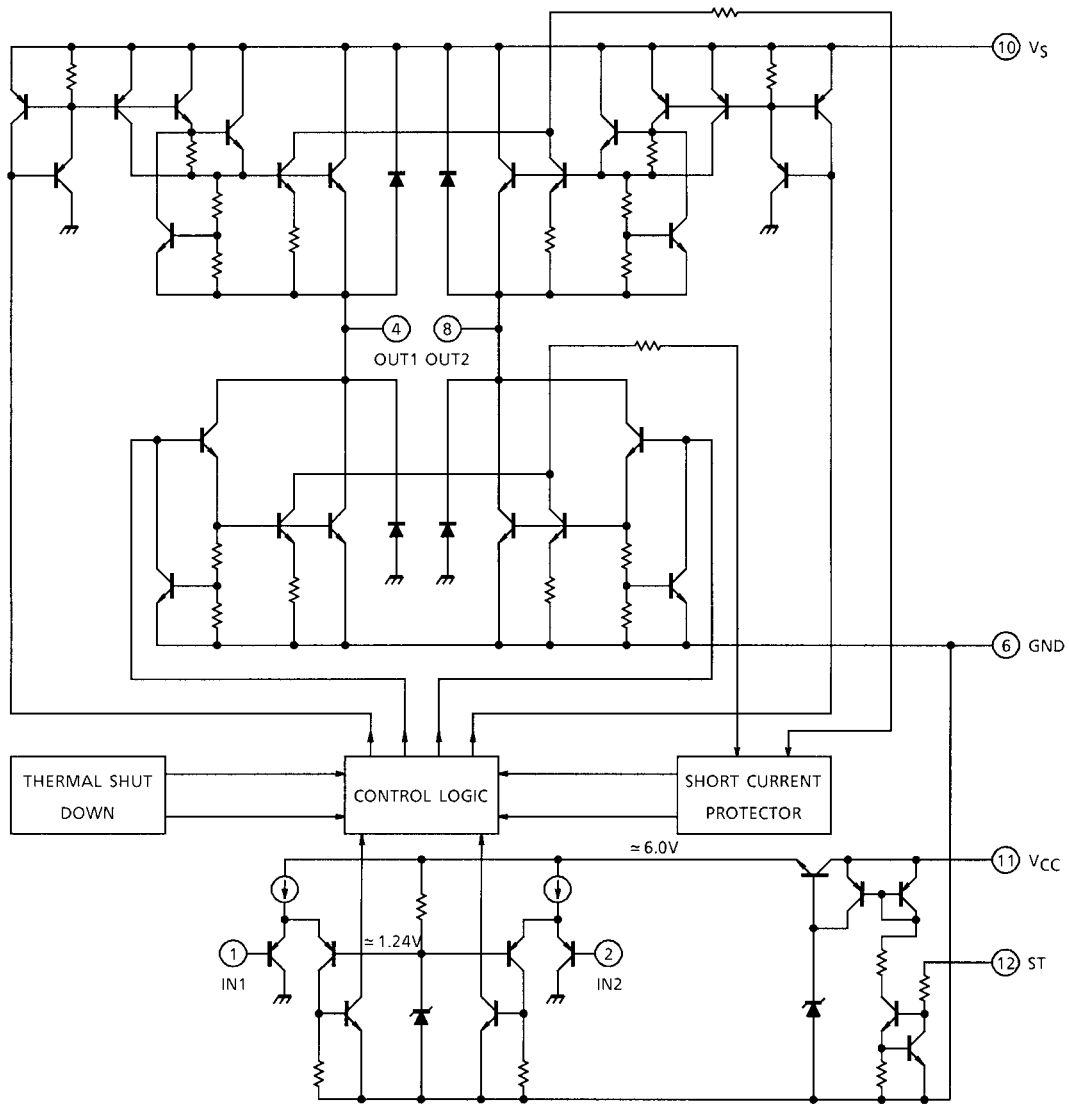 10 VS
4 8
OUT1 OUT2
6 GND
THERMAL SHUT DOWN
CONTROL LOGIC
SHORT CURRENT PROTECTOR
≃6.0V
11 VCC
1
IN1
≃1.24V
2
IN2
12 ST